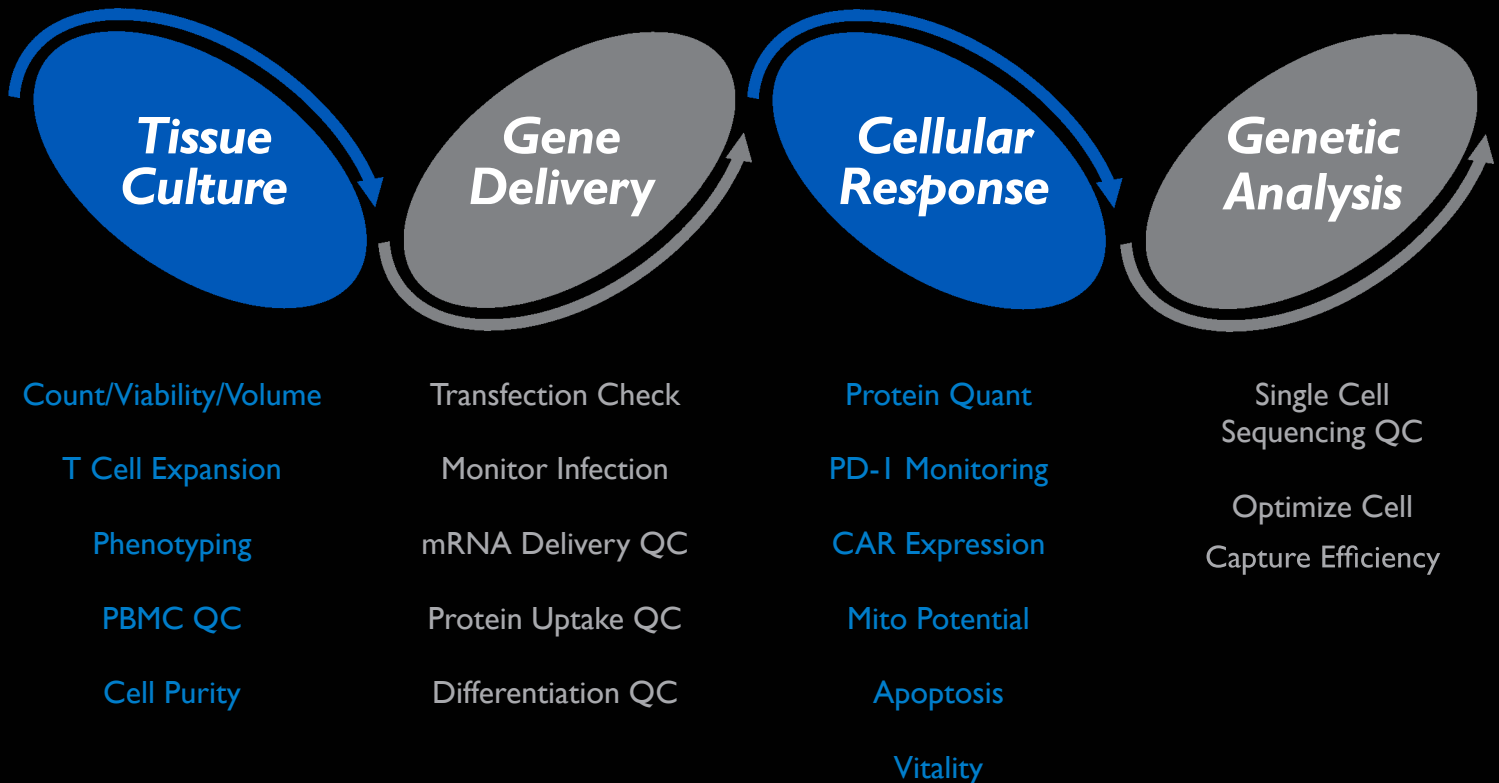 Tissue
Culture
Gene
Delivery
Cellular
Response
Genetic
Analysis
Count/Viability/Volume
T Cell Expansion
Phenotyping
PBMC QC
Cell Purity
Transfection Check
Monitor Infection
mRNA Delivery QC
Protein Uptake QC
Differentiation QC
Protein Quant
PD-1 Monitoring
CAR Expression
Mito Potential
Apoptosis
Vitality
Single Cell
Sequencing QC
Optimize Cell
Capture Efficiency